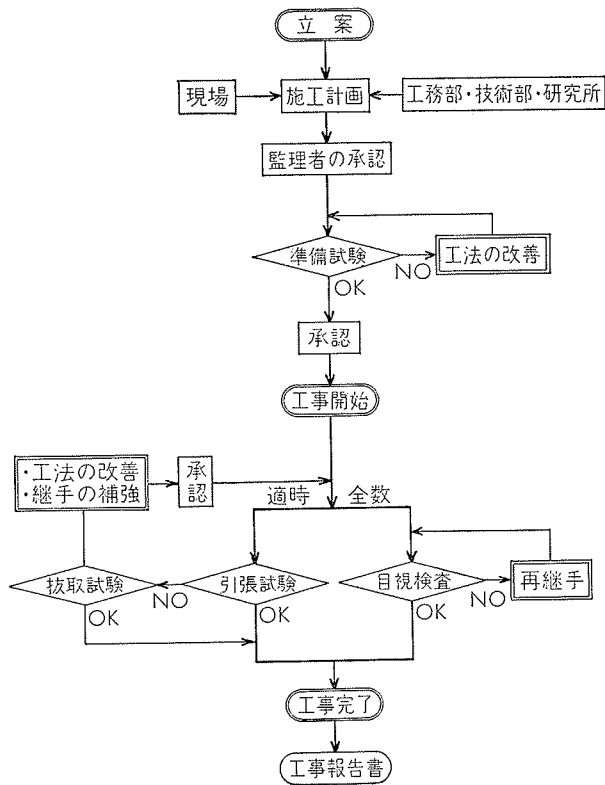 立案
現場
施工計画
工務部・技術部・研究所
監理者の承認
準備試験
NO
工法の改善
OK
承認
工事開始
・工法の改善
・継手の補強
承認
適時
全数
抜取試験
NO
引張試験
目視検査
NO
再継手
OK
OK
OK
工事完了
工事報告書